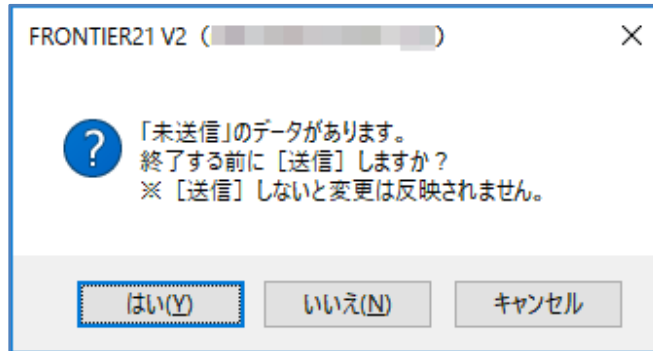 FRONTIER21 V2（ ）
?
「未送信」のデータがあります。
終了する前に［送信］しますか？
※［送信］しないと変更は反映されません。
はい(Y)
いいえ(N)
キャンセル